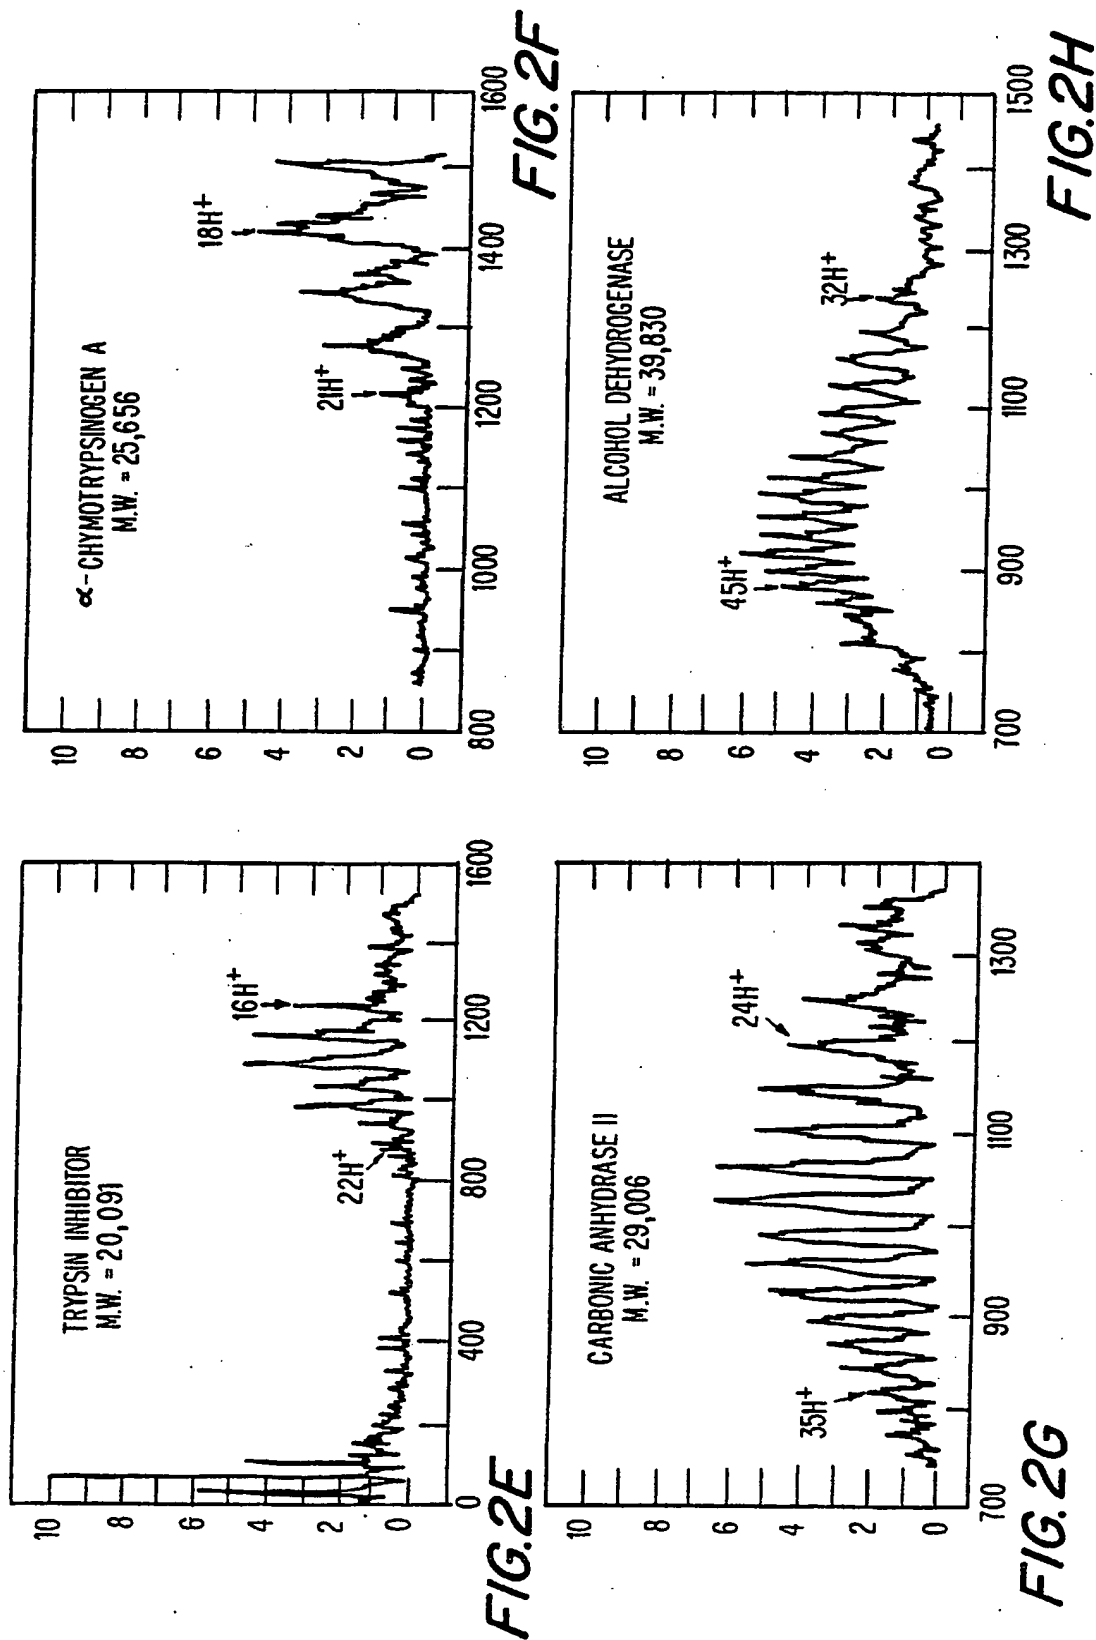 TRYPSIN INHIBITOR
M.W. = 20,091
22H+
16H+
10
8
6
4
2
0
0
400
800
1200
1600
FIG. 2E
α-CHYMOTRYPSINOGEN A
M.W. = 25,656
21H+
18H+
10
8
6
4
2
0
800
1000
1200
1400
1600
FIG. 2F
CARBONIC ANHYDRASE II
M.W. = 29,006
35H+
24H+
10
8
6
4
2
0
700
900
1100
1300
FIG. 2G
ALCOHOL DEHYDROGENASE
M.W. = 39,830
45H+
32H+
10
8
6
4
2
0
700
900
1100
1300
1500
FIG. 2H